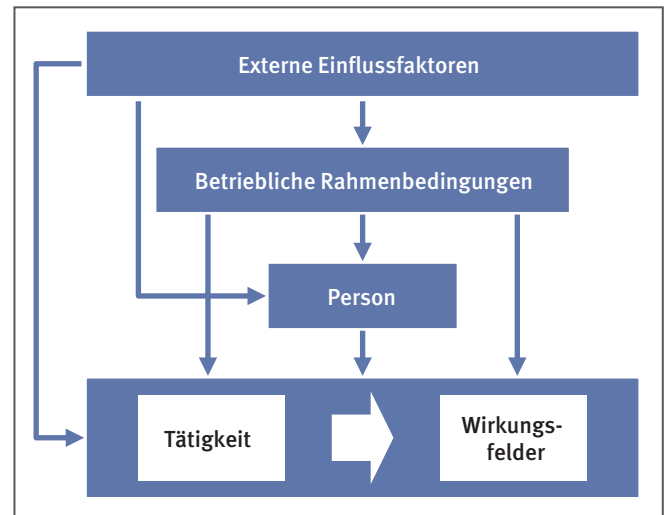 Externe Einflussfaktoren
Betriebliche Rahmenbedingungen
Person
Tätigkeit
Wirkungs-
felder